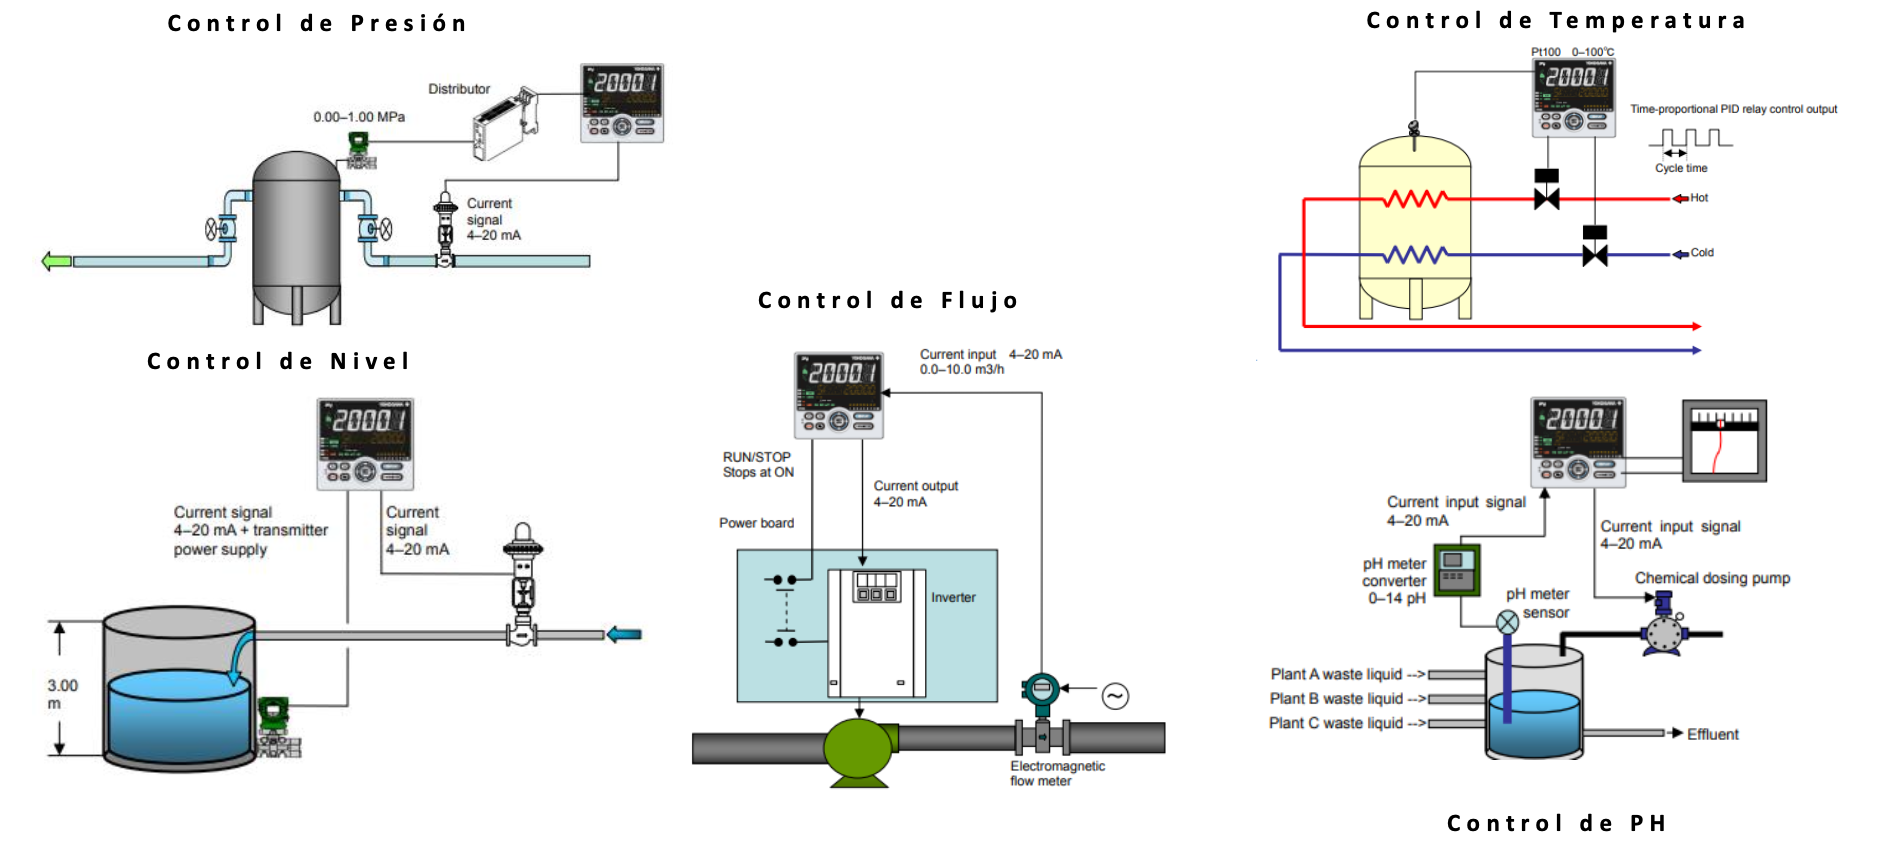 Control de Presión
Distributor
0.00–1.00 MPa
20001
Current
signal
4–20 mA
Control de Nivel
20001
Current signal
4–20 mA + transmitter
power supply
Current
signal
4–20 mA
3.00
m
Control de Flujo
20001
Current input 4–20 mA
0.0–10.0 m3/h
RUN/STOP
Stops at ON
Current output
4–20 mA
Power board
Inverter
Electromagnetic
flow meter
Control de Temperatura
Pt100 0–100°C
20001
Time-proportional PID relay control output
Cycle time
Hot
Cold
20001
Current input signal
4–20 mA
Current input signal
4–20 mA
pH meter
converter
0–14 pH
pH meter
sensor
Chemical dosing pump
Plant A waste liquid -->
Plant B waste liquid -->
Plant C waste liquid -->
Effluent
Control de PH